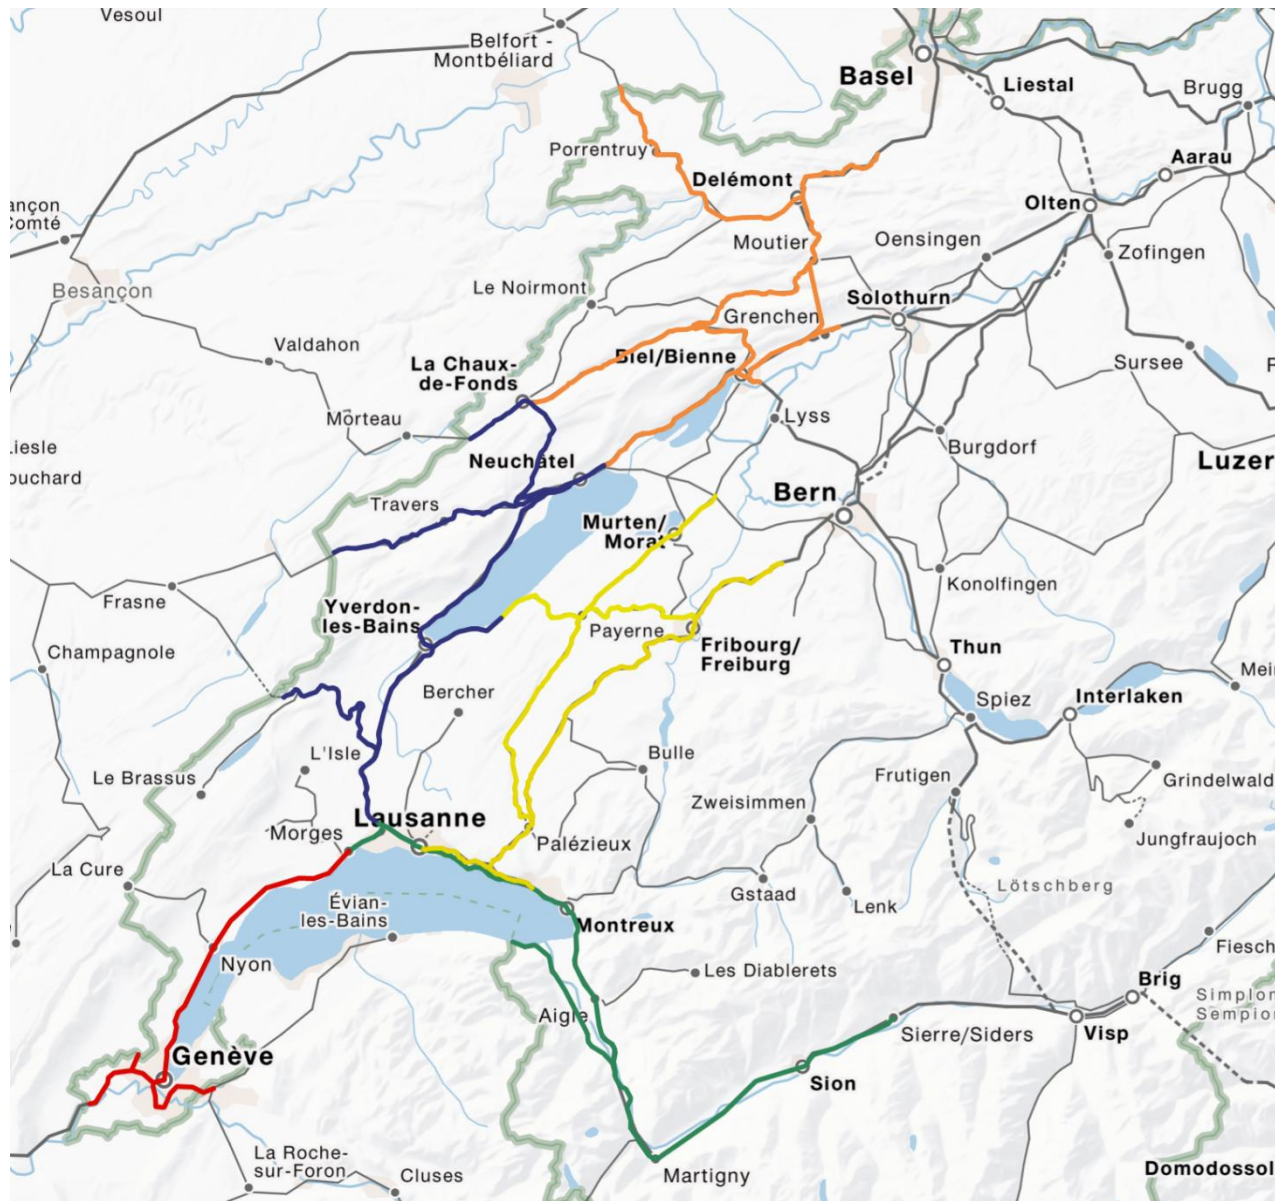 Vesoul
Belfort -
Montbéliard
Basel
Liestal
Brugg
Porrentruy
Delémont
Aarau
Olten
ançon
Comté
Moutier
Oensingen
Zofingen
Besançon
Le Noirmont
Solothurn
Grenchen
Valdahon
Biel/Bienne
La Chaux-
de-Fonds
Sursee
Morteau
Lyss
Liesle
ouchard
Neuchâtel
Burgdorf
Luzer
Travers
Bern
Murten/
Morat
Konolfingen
Frasne
Yverdon-
les-Bains
Payerne
Fribourg/
Freiburg
Champagnole
Thun
Bercher
Spiez
Interlaken
Mei
L'Isle
Bulle
Le Brassus
Frutigen
Grindelwald
Zweisimmen
Lausanne
Morges
Palézieux
Jungfraujoch
La Cure
Gstaad
Lötschberg
Évian-
les-Bains
Lenk
Montreux
Fiesch
Nyon
Les Diablerets
Brig
Simplon
Sempion
Aigle
Sierre/Siders
Visp
Genève
Sion
La Roche-
sur-Foron
Cluses
Martigny
Domodossol